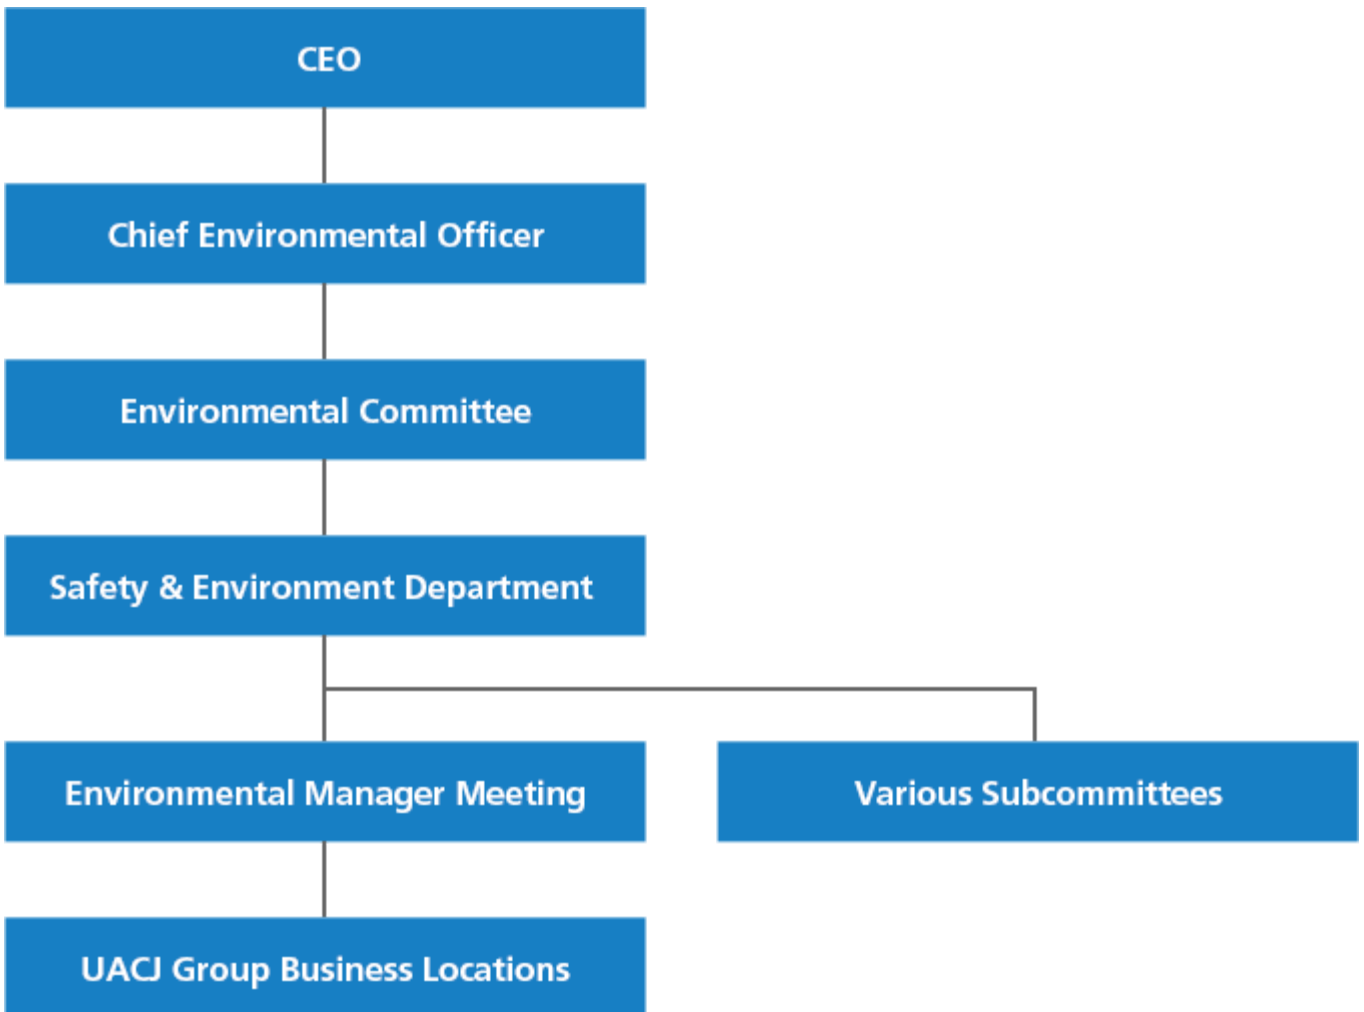 CEO
Chief Environmental Officer
Environmental Committee
Safety & Environment Department
Environmental Manager Meeting
Various Subcommittees
UACJ Group Business Locations